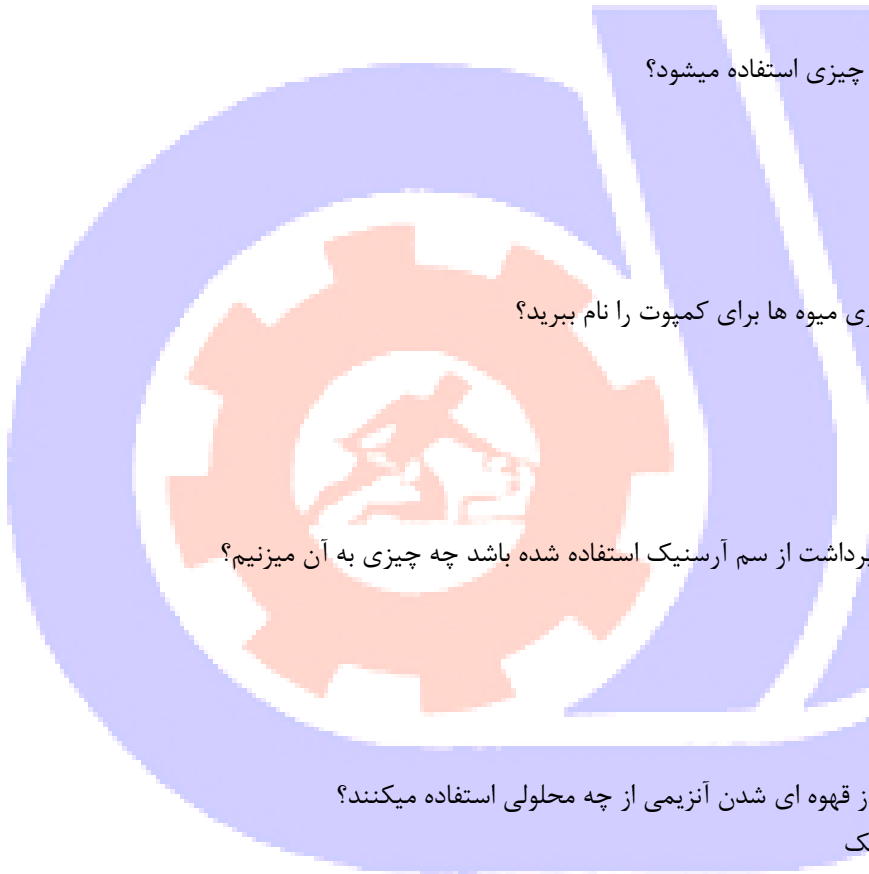 چیزی استفاده میشود؟
ی میوه ها برای کمپوت را نام ببرید؟
برداشت از سم آرسنیک استفاده شده باشد چه چیزی به آن میزنیم؟
ز قهوه ای شدن آنزیمی از چه محلولی استفاده میکنند؟
ک